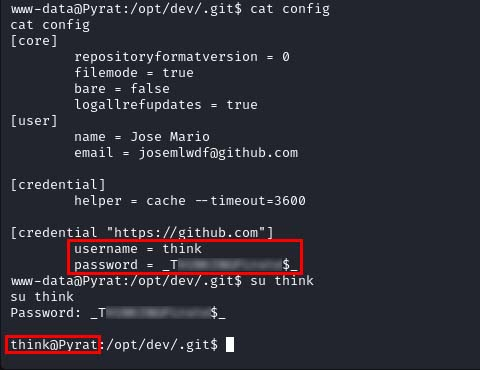 www-data@Pyrat:/opt/dev/.git$ cat config
cat config
[core]
repositoryformatversion = 0
filemode = true
bare = false
logallrefupdates = true
[user]
name = Jose Mario
email = josemlwdf@github.com
[credential]
helper = cache --timeout=3600
[credential "https://github.com"]
username = think
password = _T $_
www-data@Pyrat:/opt/dev/.git$ su think
su think
Password: _T $_
think@Pyrat:/opt/dev/.git$